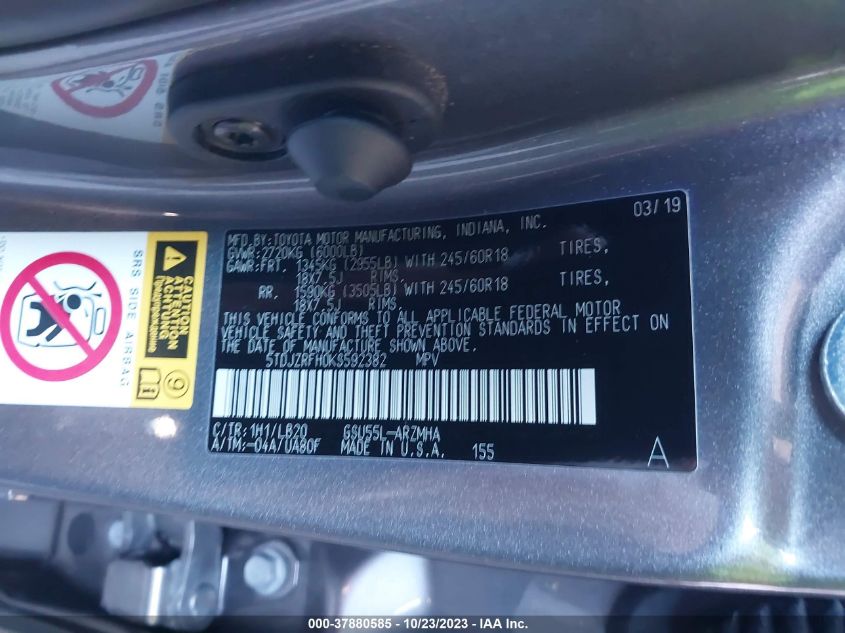 03/19
MFD.BY:TOYOTA MOTOR MANUFACTURING, INDIANA, INC.
GVWR:2720KG (6000LB)
GAWR:FRT. 1345KG (2955LB) WITH 245/60R18 TIRES,
18X7.5J RIMS.
RR. 1590KG (3505LB) WITH 245/60R18 TIRES,
18X7.5J RIMS.
THIS VEHICLE CONFORMS TO ALL APPLICABLE FEDERAL MOTOR
VEHICLE SAFETY AND THEFT PREVENTION STANDARDS IN EFFECT ON
THE DATE OF MANUFACTURE SHOWN ABOVE.
5TDJZRFH0KS592382 MPV
C/TR:1H1/LB20 GSU55L-ARZMHA
A/TM:-04A/UA80F MADE IN U.S.A. 155
A
SRS SIDE AIRBAG
CAUTION
ATTENTION
000-37880585 - 10/23/2023 - IAA Inc.